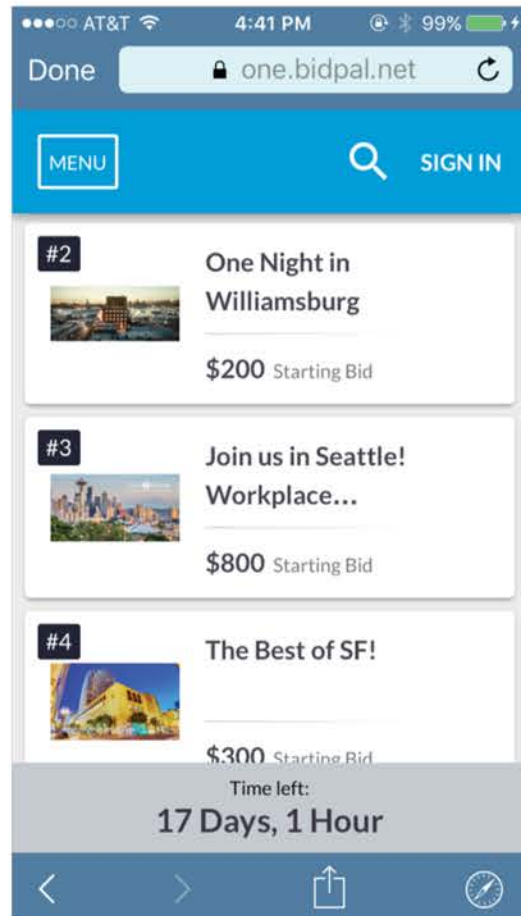 AT&T 4:41 PM 99%
Done one.bidpal.net
MENU SIGN IN
#2
One Night in
Williamsburg
$200 Starting Bid
#3
Join us in Seattle!
Workplace...
$800 Starting Bid
#4
The Best of SF!
$300 Starting Bid
Time left:
17 Days, 1 Hour